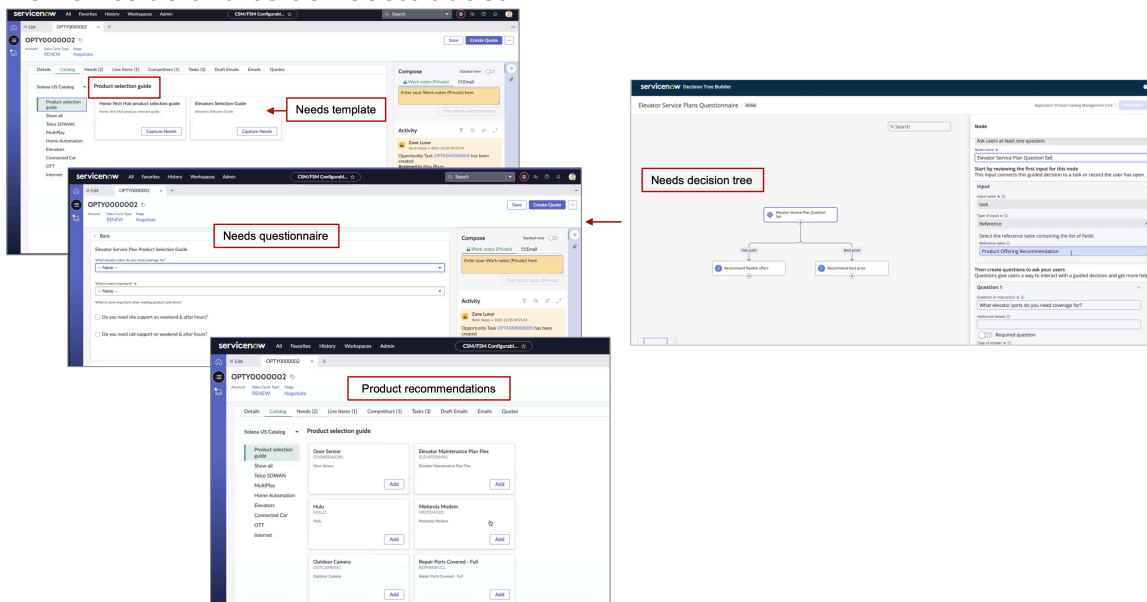 servicenow All Favorites History Workspaces Admin CSM/FSM Configurabl... ☆ Search
List OPTY0000002 × +
OPTY0000002
Save Create Quote
Account Sales Cycle Type Stage
RENEW Negotiate
Details Catalog Needs (2) Line Items (1) Competitors (1) Tasks (3) Draft Emails Emails Quotes
Solana US Catalog Product selection guide
Product selection guide
Show all
Telco SDWAN
MultiPlay
Home Automation
Elevators
Connected Car
OTT
Internet
Home Tech Hub product selection guide
Home Tech Hub product selection guide
Capture Needs
Elevators Selection Guide
Elevators Selection Guide
Capture Needs
Needs template
Compose Stacked view
Work notes (Private) Email
Enter your Work notes (Private) here
Post Work notes (Private)
Activity
Zane Lunar
Work Notes • 2023-12-05 09:25:34
Opportunity Task OPTASK0000005 has been
created
servicenow All Favorites History Workspaces Admin CSM/FSM Configurabl... ☆ Search
List OPTY0000002 × +
OPTY0000002
Save Create Quote
Account Sales Cycle Type Stage
RENEW Negotiate
< Back
Needs questionnaire
Elevator Service Plan Product Selection Guide
What elevator parts do you need coverage for?
-- None --
What is more important?
-- None --
What is more important when making product selections?
Do you need site support on weekend & after hours?
Do you need call support on weekend & after hours?
Compose Stacked view
Work notes (Private) Email
Enter your Work notes (Private) here
Post Work notes (Private)
Activity
Zane Lunar
Work Notes • 2023-12-05 09:25:34
Opportunity Task OPTASK0000005 has been
created
servicenow All Favorites History Workspaces Admin CSM/FSM Configurabl... ☆
List OPTY0000002 × +
OPTY0000002
Account Sales Cycle Type Stage
RENEW Negotiate
Product recommendations
Details Catalog Needs (2) Line Items (1) Competitors (1) Tasks (3) Draft Emails Emails Quotes
Solana US Catalog Product selection guide
Product selection guide
Show all
Telco SDWAN
MultiPlay
Home Automation
Elevators
Connected Car
OTT
Internet
Door Sensor
DOORSENSOR1
Door Sensor
Add
Elevator Maintenance Plan Flex
Elevator Maintenance Plan Flex
Add
Hulu
HULU1
Hulu
Add
Motorola Modem
Motorola Modem
Add
Outdoor Camera
OUTCAMERA1
Outdoor Camera
Add
Repair Parts Covered - Full
Repair Parts Covered - Full
Add
servicenow Decision Tree Builder
Elevator Service Plans Questionnaire Active
Application: Product Catalog Management Core
Search
Needs decision tree
Elevator Service Plan Question
Set
Flex path
Best price
Recommend flexible offers
Recommend best price
Node
Ask users at least one question
Node name
Elevator Service Plan Question Set
Start by reviewing the first input for this node
This input connects this guided decision to a task or record the user has open.
Input
Input name
task
Type of input
Reference
Select the reference table containing the list of fields
Reference table
Product Offering Recommendation
Then create questions to ask your users
Questions give users a way to interact with a guided decision and get more help
Question 1
Question or instruction
What elevator parts do you need coverage for?
Additional details
Required question
Type of answer